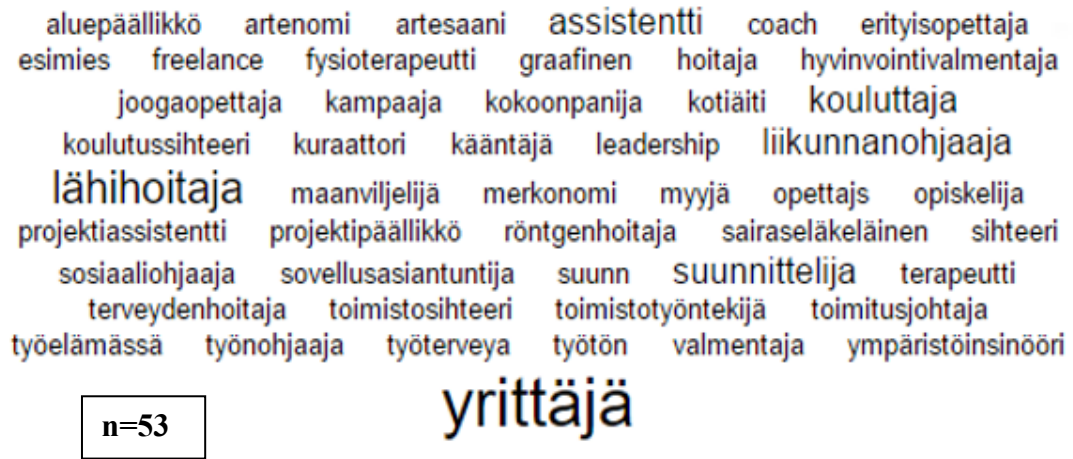 aluepäällikkö artenomi artesaani assistentti coach erityisopettaja
esimies freelance fysioterapeutti graafinen hoitaja hyvinvointivalmentaja
joogaopettaja kampaaja kokoonpanija kotiäiti kouluttaja
koulutussihteeri kuraattori kääntäjä leadership liikunnanohjaaja
lähihoitaja maanviljelijä merkonomi myyjä opettajs opiskelija
projektiassistentti projektipäällikkö röntgenhoitaja sairaseläkeläinen sihteeri
sosiaaliohjaaja sovellusasiantuntija suunn suunnittelija terapeutti
terveydenhoitaja toimistosihteeri toimistotyöntekijä toimitusjohtaja
työelämässä työnohjaaja työterveya työtön valmentaja ympäristöinsinööri
yrittäjä
n=53